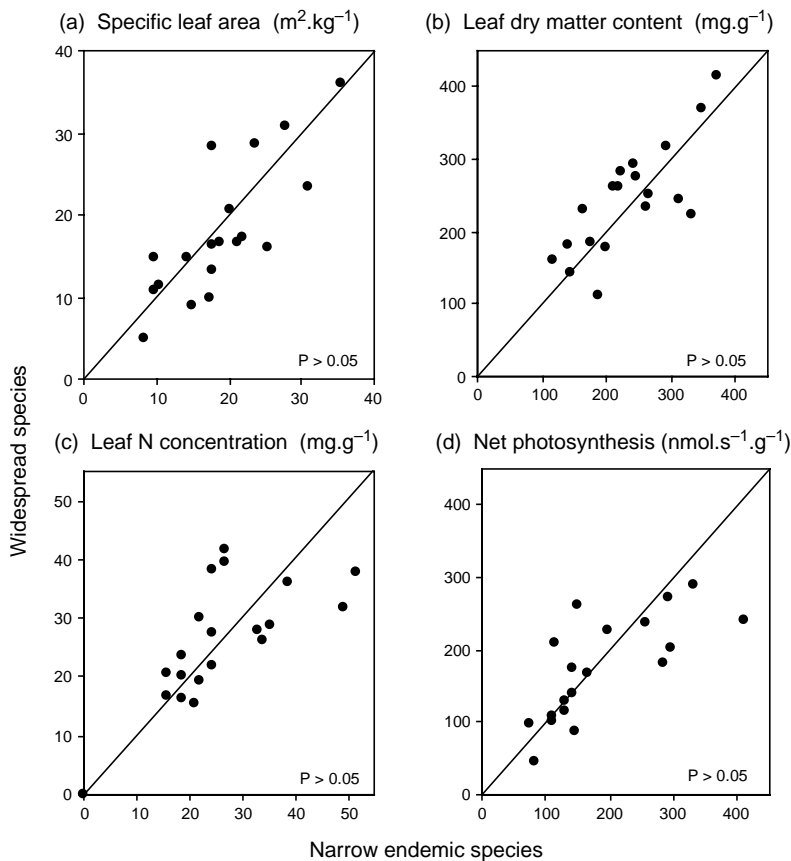 (a) Specific leaf area (m².kg⁻¹)
40
30
20
10
0
P > 0.05
0 10 20 30 40
(b) Leaf dry matter content (mg.g⁻¹)
400
300
200
100
0
P > 0.05
0 100 200 300 400
(c) Leaf N concentration (mg.g⁻¹)
50
40
30
20
10
0
P > 0.05
0 10 20 30 40 50
(d) Net photosynthesis (nmol.s⁻¹.g⁻¹)
400
300
200
100
0
P > 0.05
0 100 200 300 400
Widespread species
Narrow endemic species